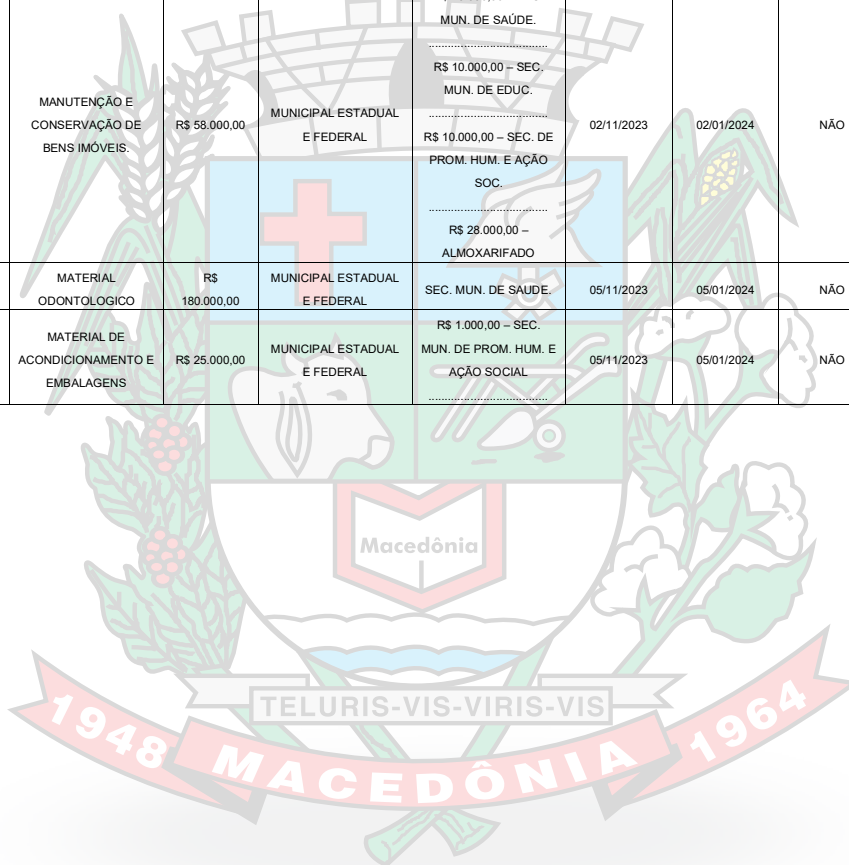 MUN. DE SAÚDE.
......................................
R$ 10.000,00 – SEC.
MUN. DE EDUC.
......................................
R$ 10.000,00 – SEC. DE
PROM. HUM. E AÇÃO
SOC.
......................................
R$ 28.000,00 –
ALMOXARIFADO
MANUTENÇÃO E
CONSERVAÇÃO DE
BENS IMÓVEIS.
R$ 58.000,00
MUNICIPAL ESTADUAL
E FEDERAL
02/11/2023
02/01/2024
NÃO
MATERIAL
ODONTOLOGICO
R$
180.000,00
MUNICIPAL ESTADUAL
E FEDERAL
SEC. MUN. DE SAUDE.
05/11/2023
05/01/2024
NÃO
MATERIAL DE
ACONDICIONAMENTO E
EMBALAGENS
R$ 25.000,00
MUNICIPAL ESTADUAL
E FEDERAL
R$ 1.000,00 – SEC.
MUN. DE PROM. HUM. E
AÇÃO SOCIAL
......................................
05/11/2023
05/01/2024
NÃO
Macedônia
TELURIS-VIS-VIRIS-VIS
1948 MACEDÔNIA 1964